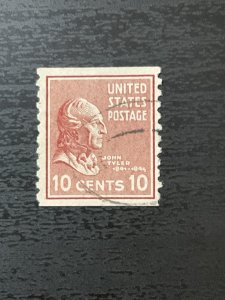 UNITED
STATES
POSTAGE
JOHN
TYLER
1841-1845
10 CENTS 10